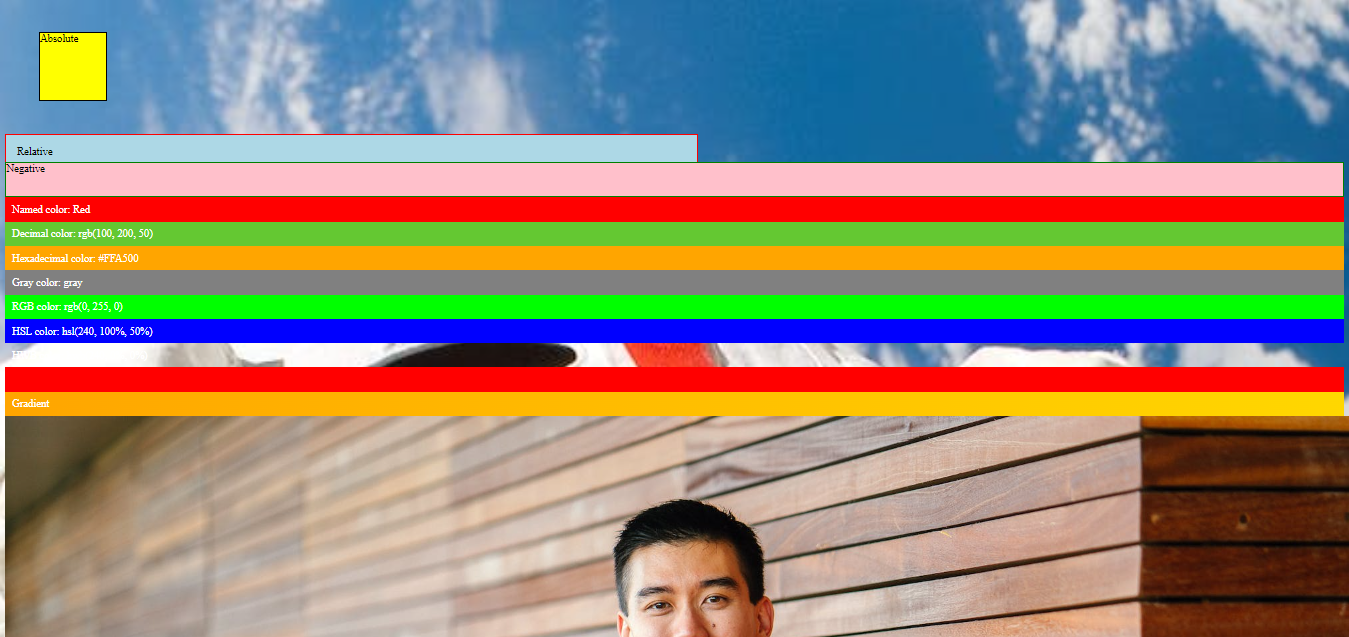 Absolute
Relative
Negative
Named color: Red
Decimal color: rgb(100, 200, 50)
Hexadecimal color: #FFA500
Gray color: gray
RGB color: rgb(0, 255, 0)
HSL color: hsl(240, 100%, 50%)
Gradient